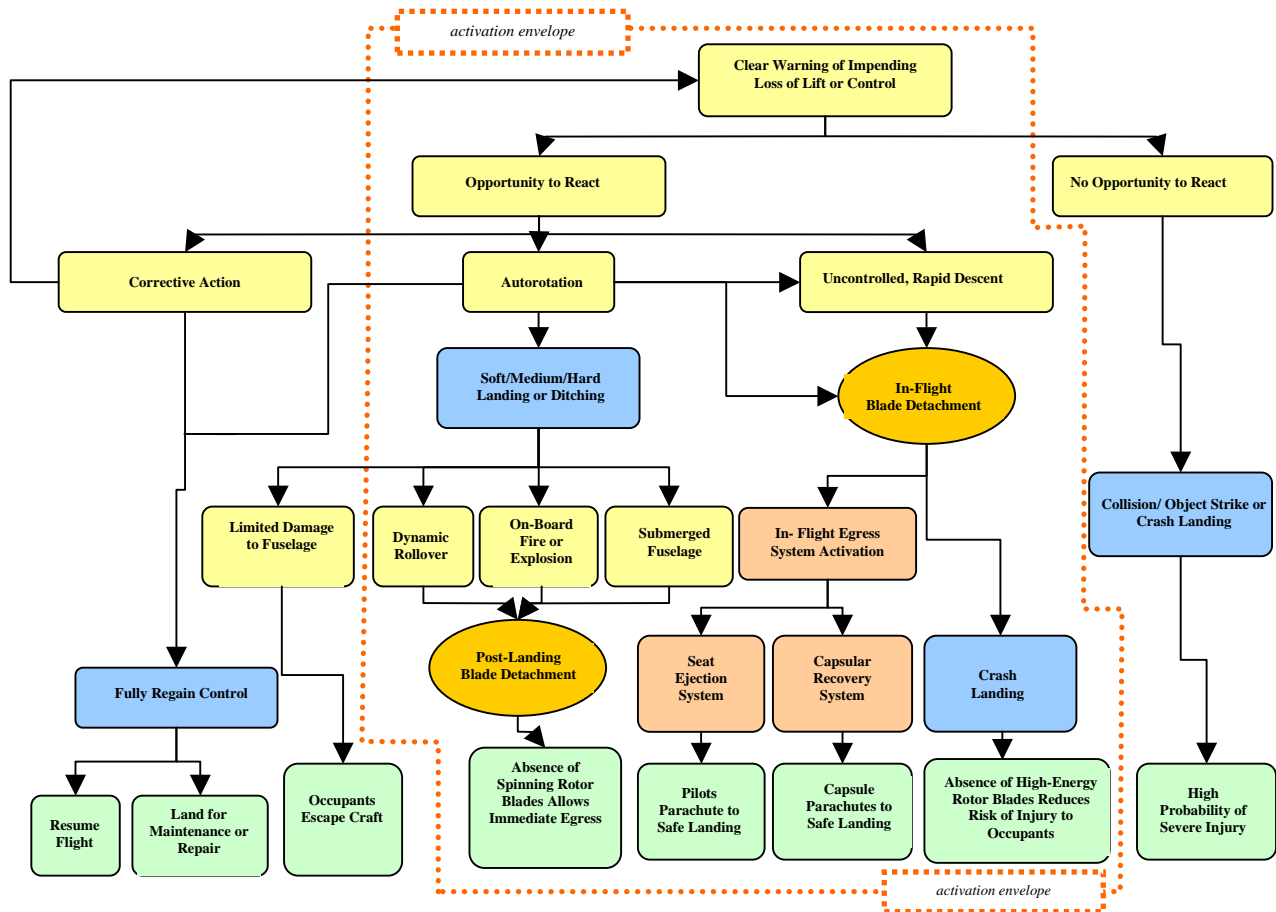 activation envelope
Clear Warning of Impending
Loss of Lift or Control
Opportunity to React
No Opportunity to React
Corrective Action
Autorotation
Uncontrolled, Rapid Descent
Soft/Medium/Hard
Landing or Ditching
In-Flight
Blade Detachment
Limited Damage
to Fuselage
Dynamic
Rollover
On-Board
Fire or
Explosion
Submerged
Fuselage
In- Flight Egress
System Activation
Collision/ Object Strike or
Crash Landing
Fully Regain Control
Post-Landing
Blade Detachment
Seat
Ejection
System
Capsular
Recovery
System
Crash
Landing
Resume
Flight
Land for
Maintenance or
Repair
Occupants
Escape Craft
Absence of
Spinning Rotor
Blades Allows
Immediate Egress
Pilots
Parachute to
Safe Landing
Capsule
Parachutes to
Safe Landing
Absence of High-Energy
Rotor Blades Reduces
Risk of Injury to
Occupants
High
Probability of
Severe Injury
activation envelope